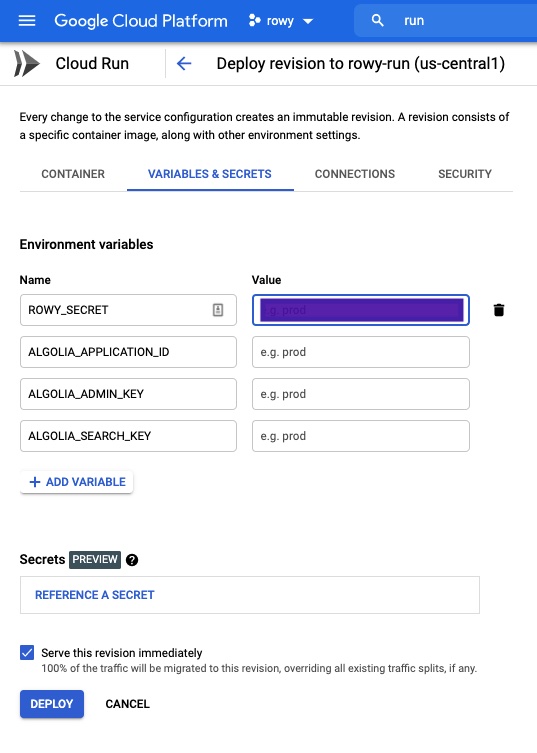 Google Cloud Platform
rowy
run
Cloud Run
Deploy revision to rowy-run (us-central1)
Every change to the service configuration creates an immutable revision. A revision consists of
a specific container image, along with other environment settings.
CONTAINER VARIABLES & SECRETS CONNECTIONS SECURITY
Environment variables
Name Value
ROWY_SECRET e.g. prod
ALGOLIA_APPLICATION_ID e.g. prod
ALGOLIA_ADMIN_KEY e.g. prod
ALGOLIA_SEARCH_KEY e.g. prod
+ ADD VARIABLE
Secrets PREVIEW ?
REFERENCE A SECRET
Serve this revision immediately
100% of the traffic will be migrated to this revision, overriding all existing traffic splits, if any.
DEPLOY CANCEL